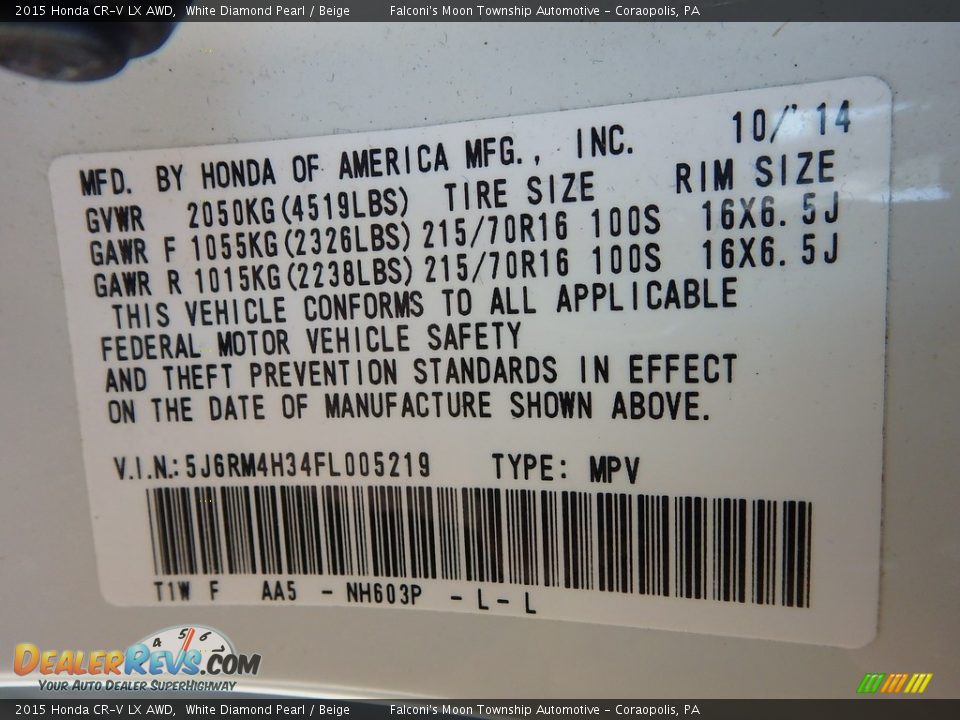 2015 Honda CR-V LX AWD, White Diamond Pearl / Beige Falconi's Moon Township Automotive - Coraopolis, PA
MFD. BY HONDA OF AMERICA MFG., INC. 10/'14
GVWR 2050KG(4519LBS) TIRE SIZE RIM SIZE
GAWR F 1055KG(2326LBS) 215/70R16 100S 16X6.5J
GAWR R 1015KG(2238LBS) 215/70R16 100S 16X6.5J
THIS VEHICLE CONFORMS TO ALL APPLICABLE
FEDERAL MOTOR VEHICLE SAFETY
AND THEFT PREVENTION STANDARDS IN EFFECT
ON THE DATE OF MANUFACTURE SHOWN ABOVE.
V.I.N.: 5J6RM4H34FL005219 TYPE: MPV
T1W F AA5 - NH603P - L - L
4 5 6
DEALERREVS.COM
YOUR AUTO DEALER SUPERHIGHWAY
2015 Honda CR-V LX AWD, White Diamond Pearl / Beige Falconi's Moon Township Automotive - Coraopolis, PA